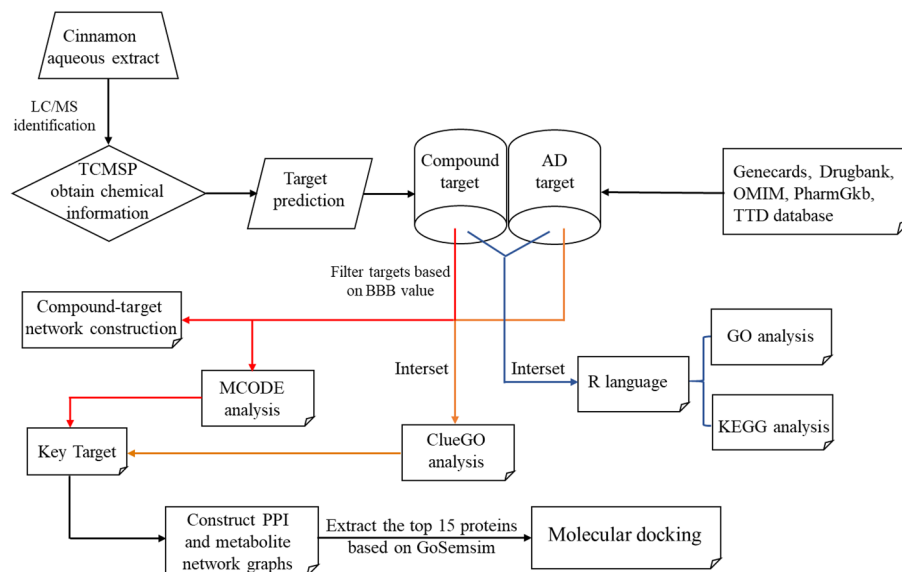 Cinnamon
aqueous extract
LC/MS
identification
TCMSP
obtain chemical
information
Target
prediction
Compound
target
AD
target
Genecards, Drugbank,
OMIM, PharmGkb,
TTD database
Filter targets based
on BBB value
Compound-target
network construction
MCODE
analysis
Interset
Interset
R language
GO analysis
KEGG analysis
Key Target
ClueGO
analysis
Construct PPI
and metabolite
network graphs
Extract the top 15 proteins
based on GoSemsim
Molecular docking